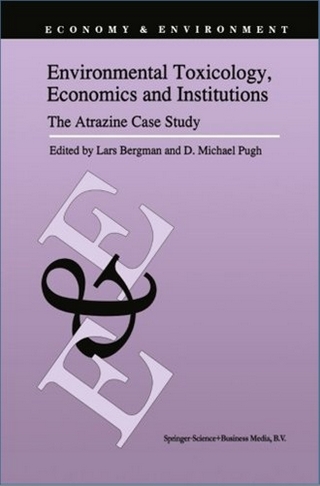 ECONOMY & ENVIRONMENT
Environmental Toxicology,
Economics and Institutions
The Atrazine Case Study
Edited by Lars Bergman and D. Michael Pugh
E
&
E
Springer-Science+Business Media, B.V.